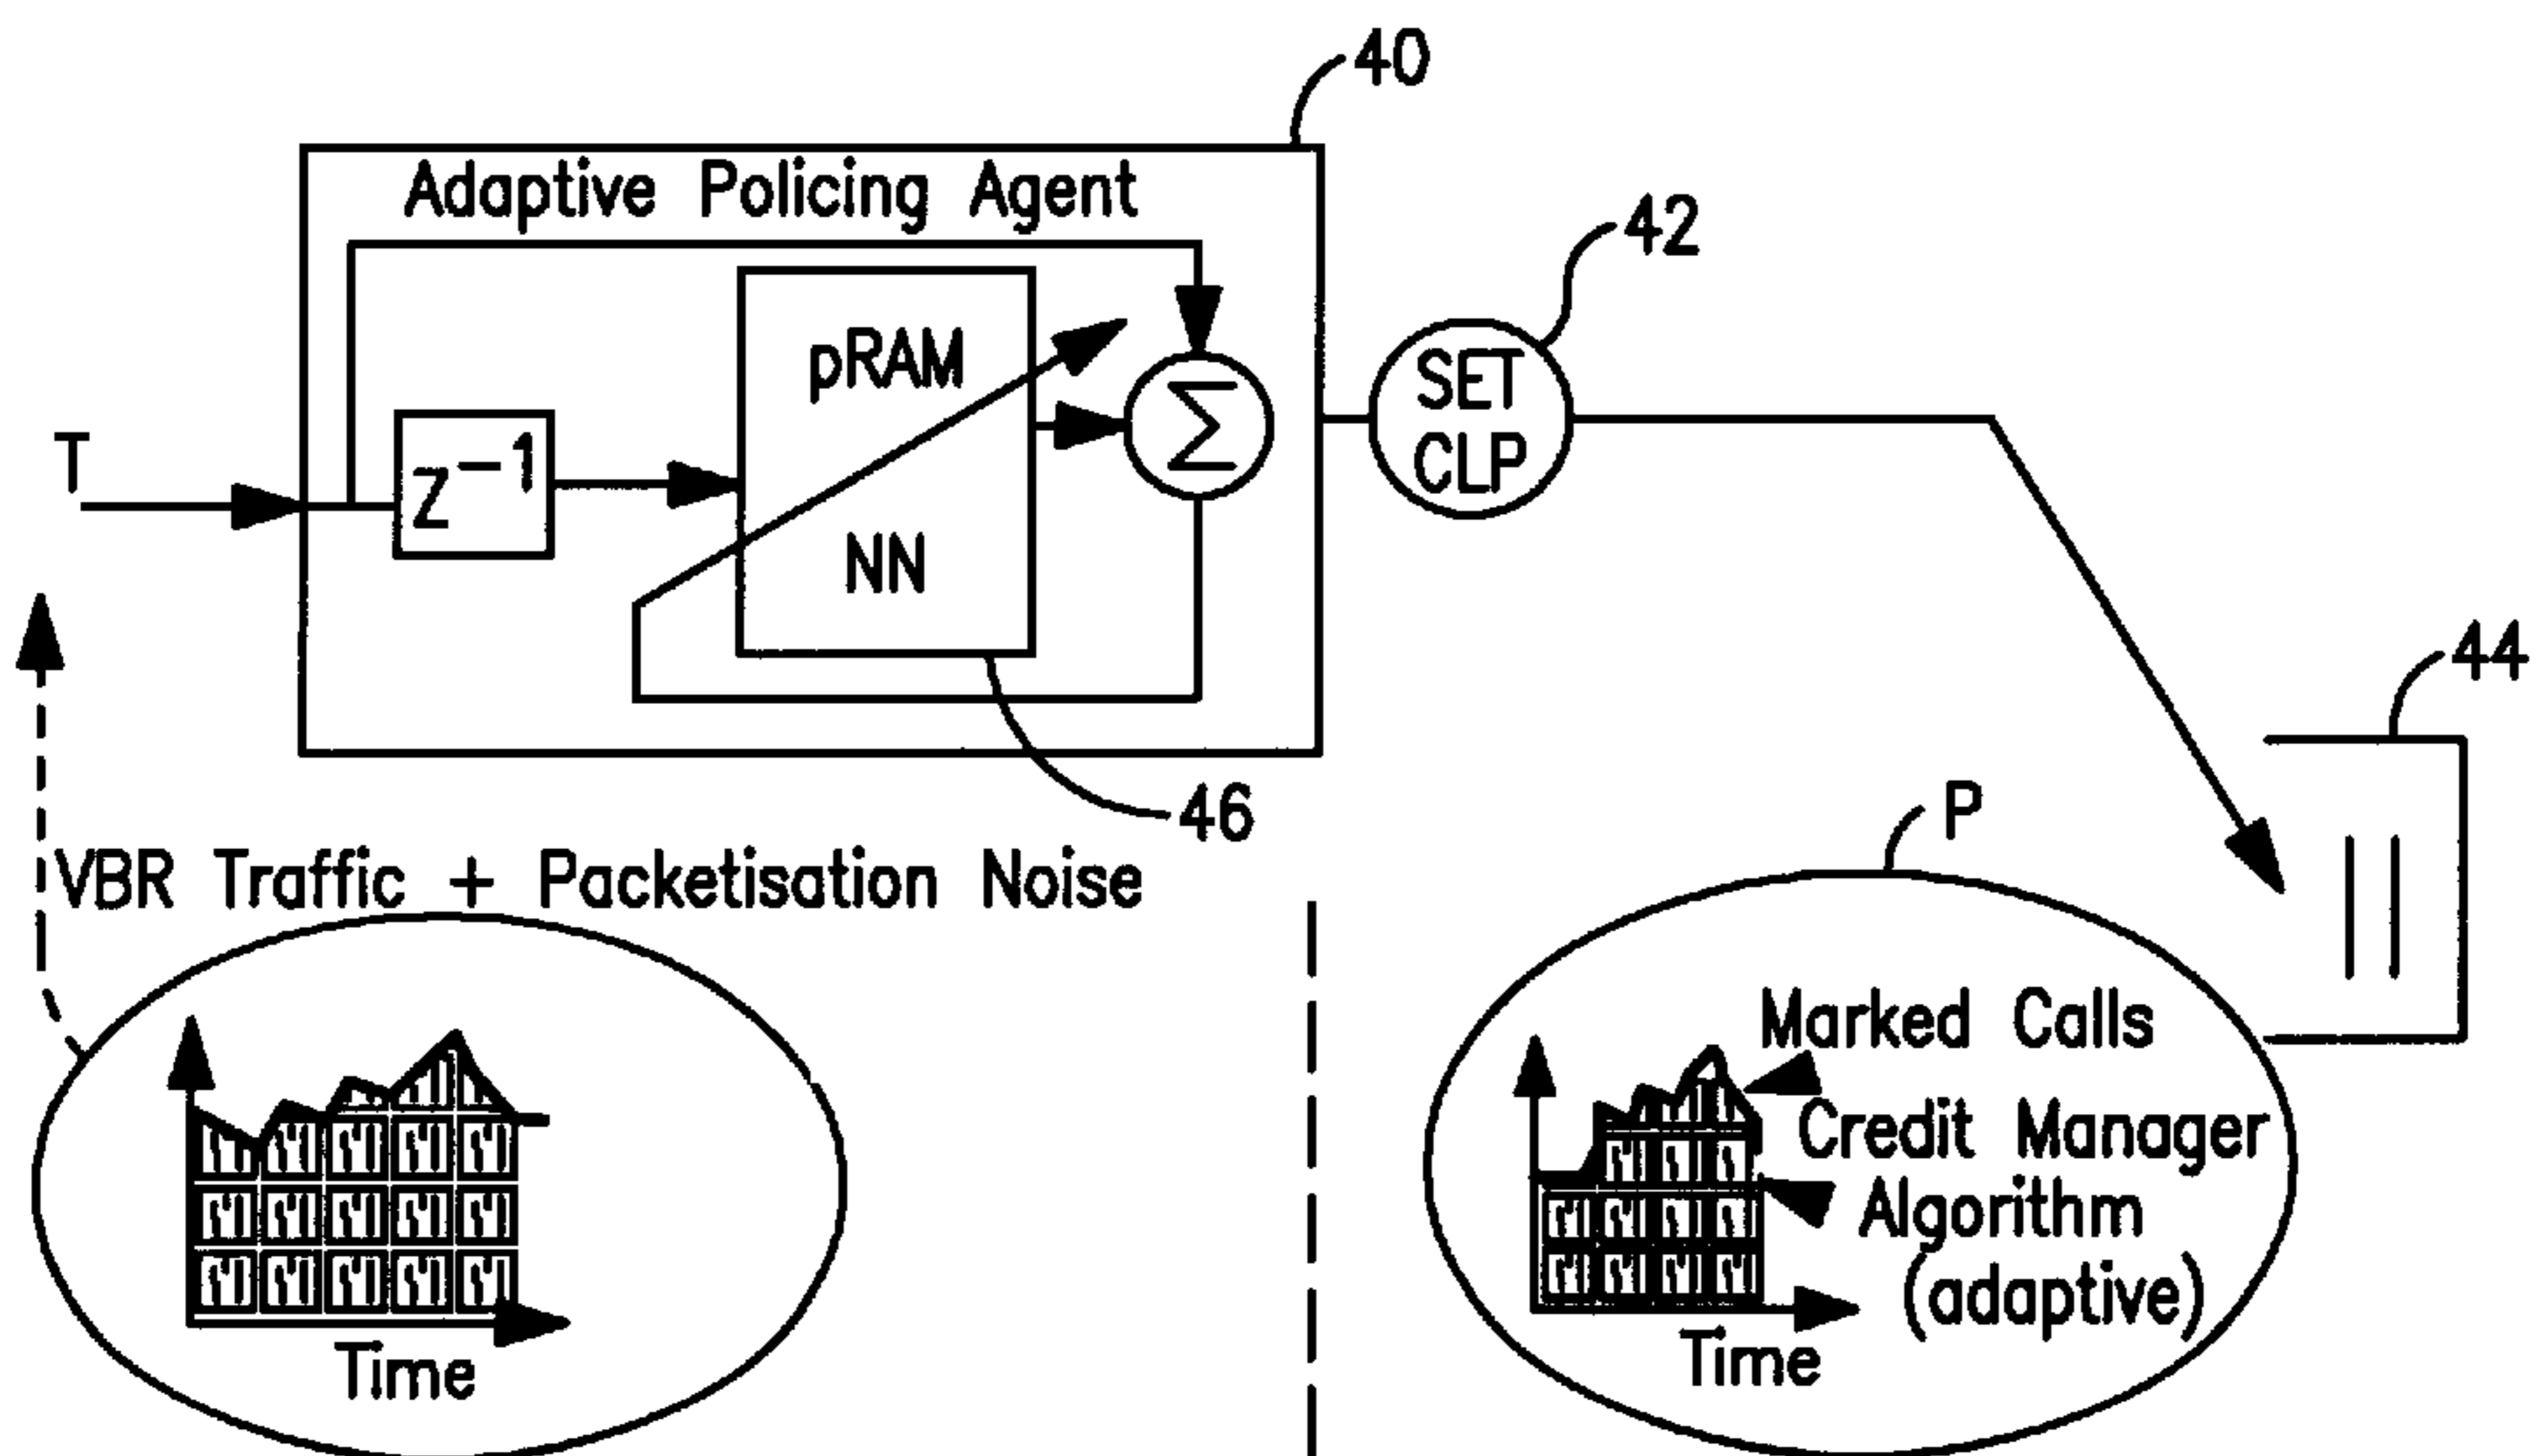 40
Adaptive Policing Agent
42
pRAM
NN
Σ
SET
CLP
T
Z⁻¹
44
46
P
VBR Traffic + Packetisation Noise
Marked Calls
Credit Manager
Algorithm
(adaptive)
Time
Time